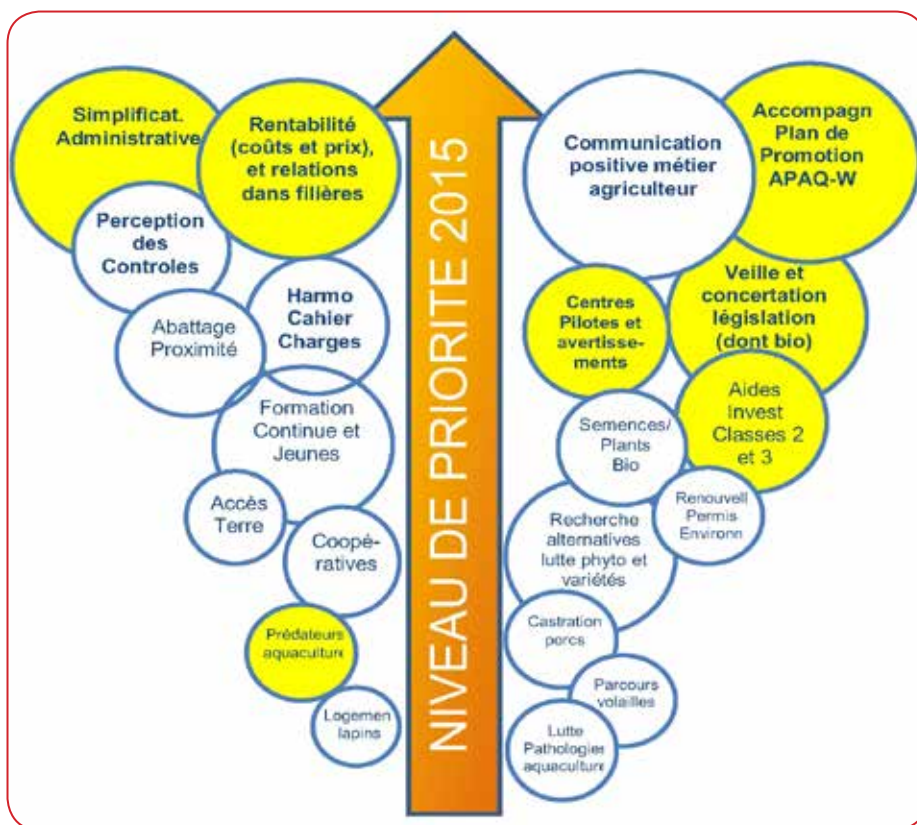 Simplificat.
Administrative
Rentabilité
(coûts et prix),
et relations
dans filières
Perception
des
Controles
Harmo
Cahier
Charges
Abattage
Proximité
Formation
Continue et
Jeunes
Accès
Terre
Coopé-
ratives
Prédateurs
aquaculture
Logemen
lapins
NIVEAU DE PRIORITE 2015
Communication
positive métier
agriculteur
Accompagn
Plan de
Promotion
APAQ-W
Centres
Pilotes et
avertisse-
ments
Veille et
concertation
législation
(dont bio)
Aides
Invest
Classes 2
et 3
Semences/
Plants
Bio
Renouvell
Permis
Environn
Recherche
alternatives
lutte phyto et
variétés
Castration
porcs
Parcours
volailles
Lutte
Pathologies
aquaculture